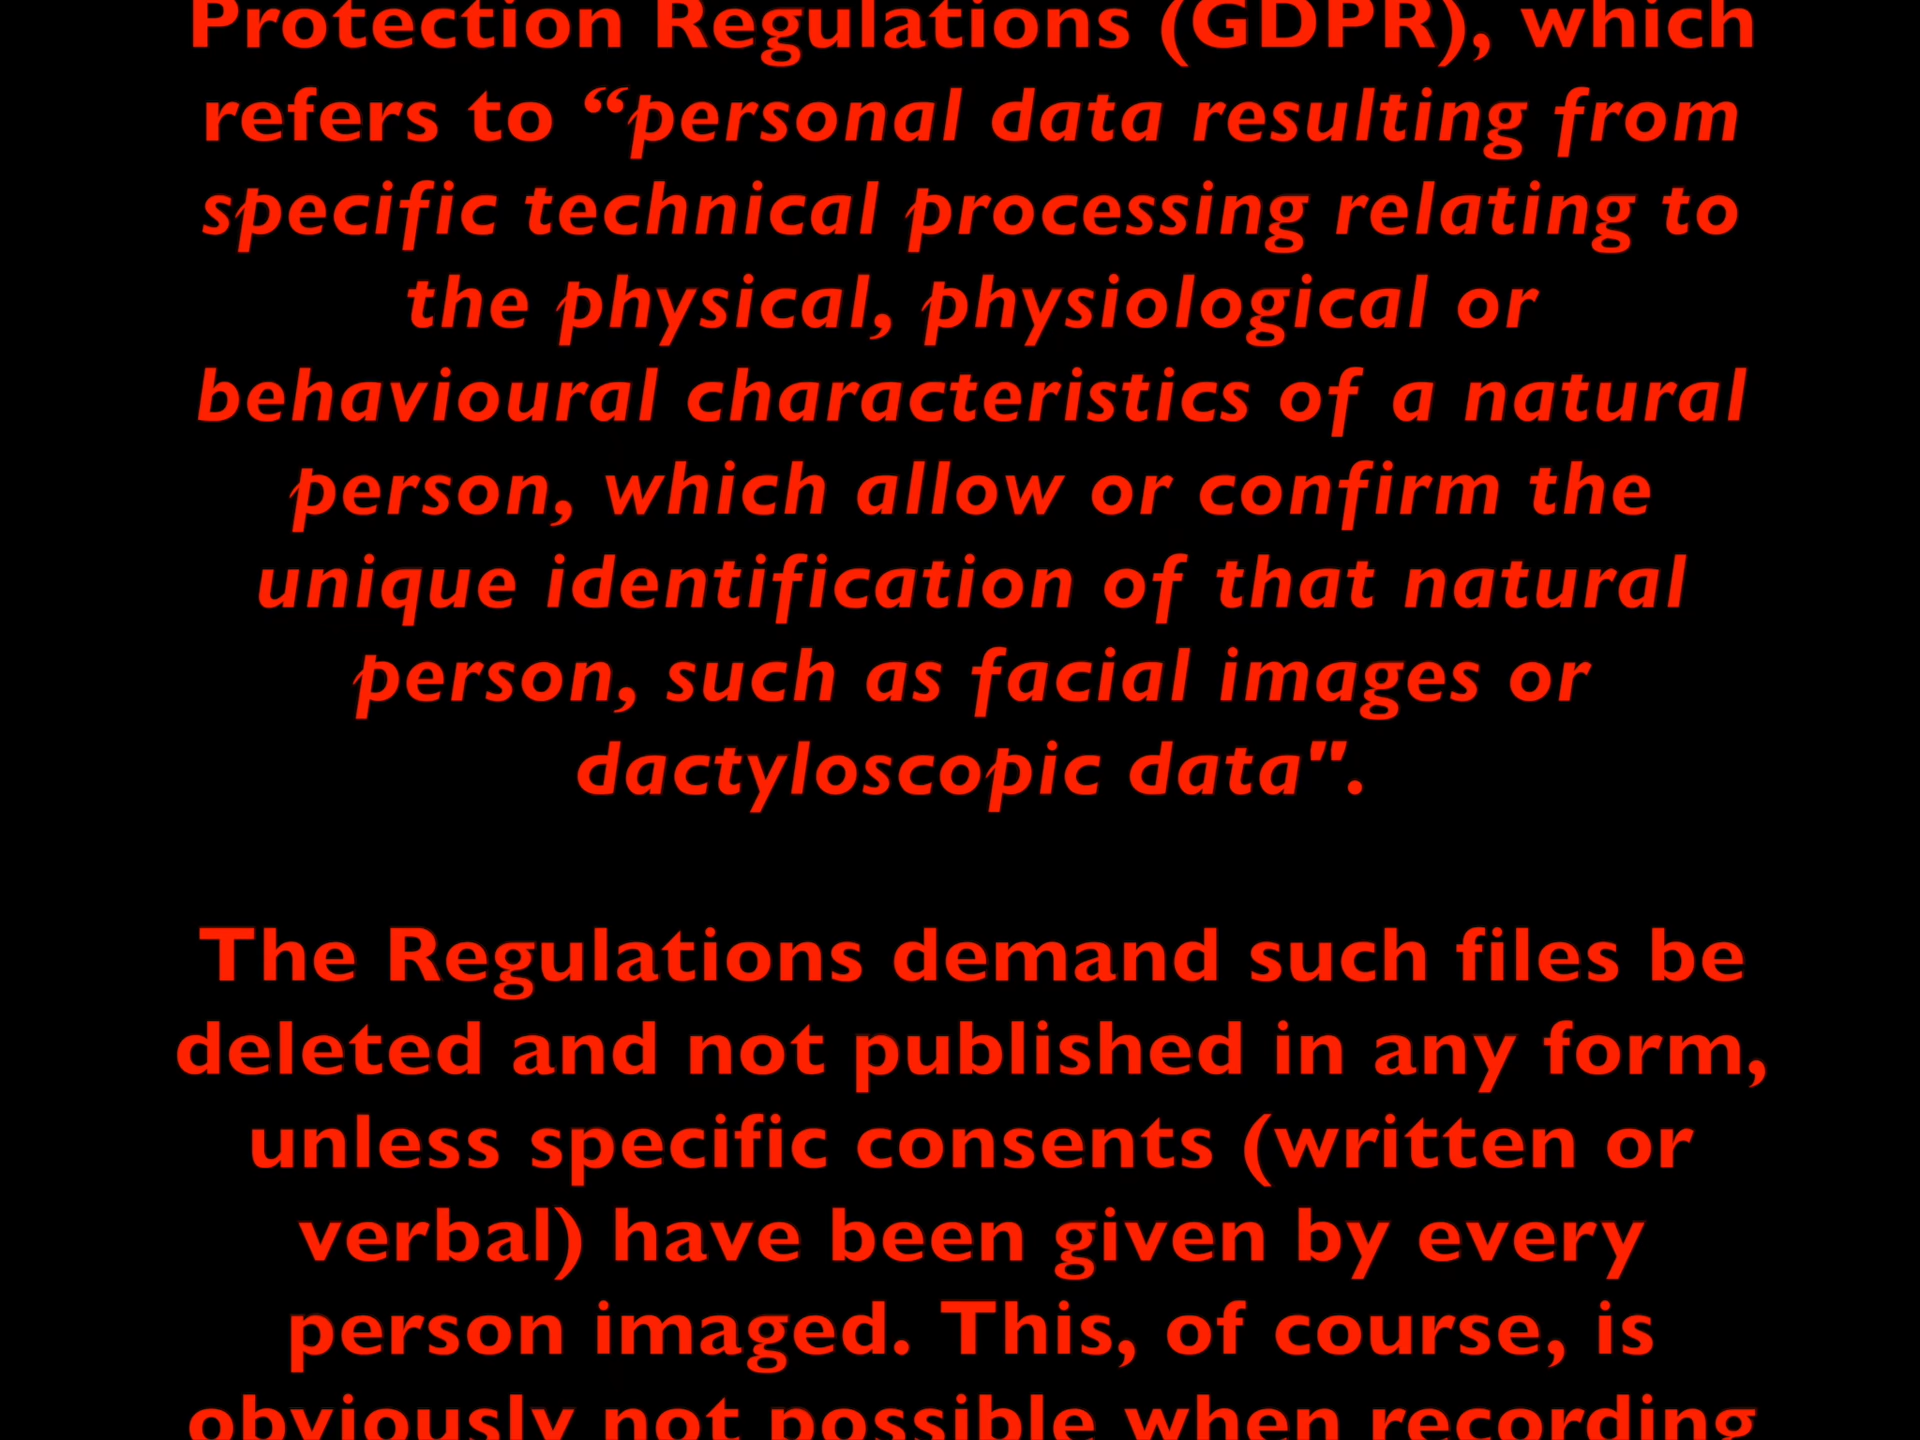 Protection Regulations (GDPR), which
refers to “personal data resulting from
specific technical processing relating to
the physical, physiological or
behavioural characteristics of a natural
person, which allow or confirm the
unique identification of that natural
person, such as facial images or
dactyloscopic data".
The Regulations demand such files be
deleted and not published in any form,
unless specific consents (written or
verbal) have been given by every
person imaged. This, of course, is
obviously not possible when recording